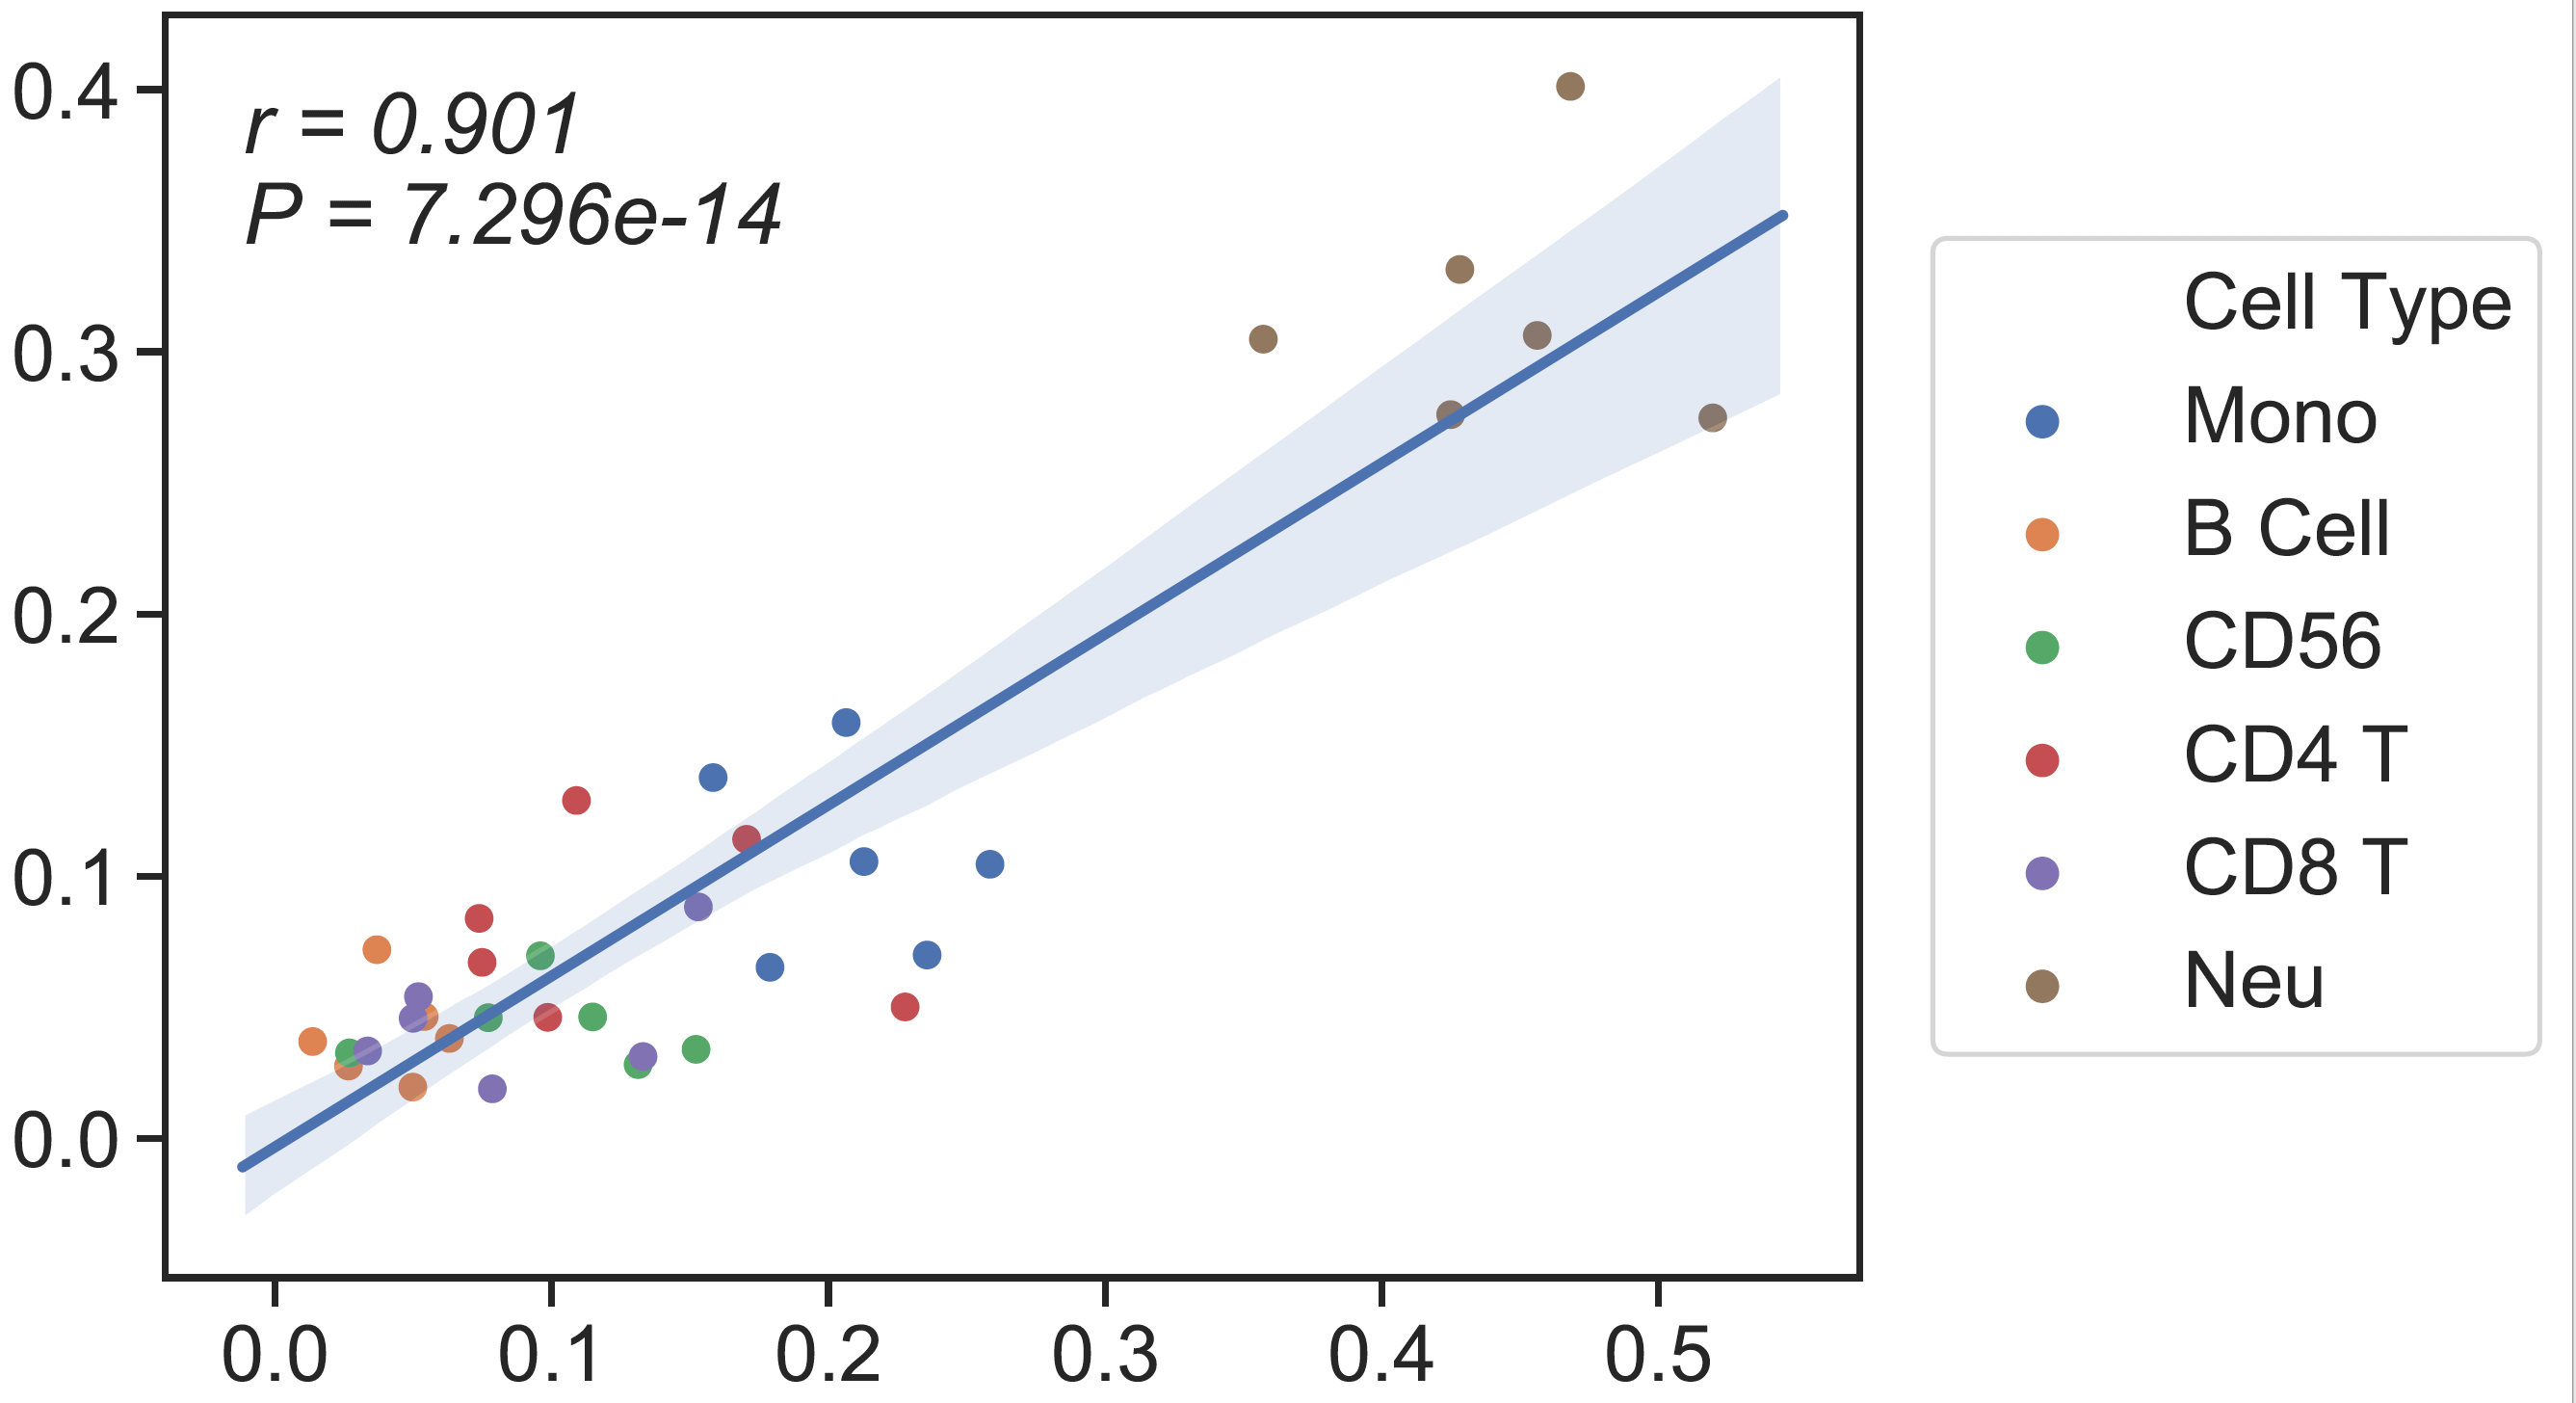 r = 0.901
P = 7.296e-14
0.4
0.3
0.2
0.1
0.0
0.0 0.1 0.2 0.3 0.4 0.5
Cell Type
Mono
B Cell
CD56
CD4 T
CD8 T
Neu